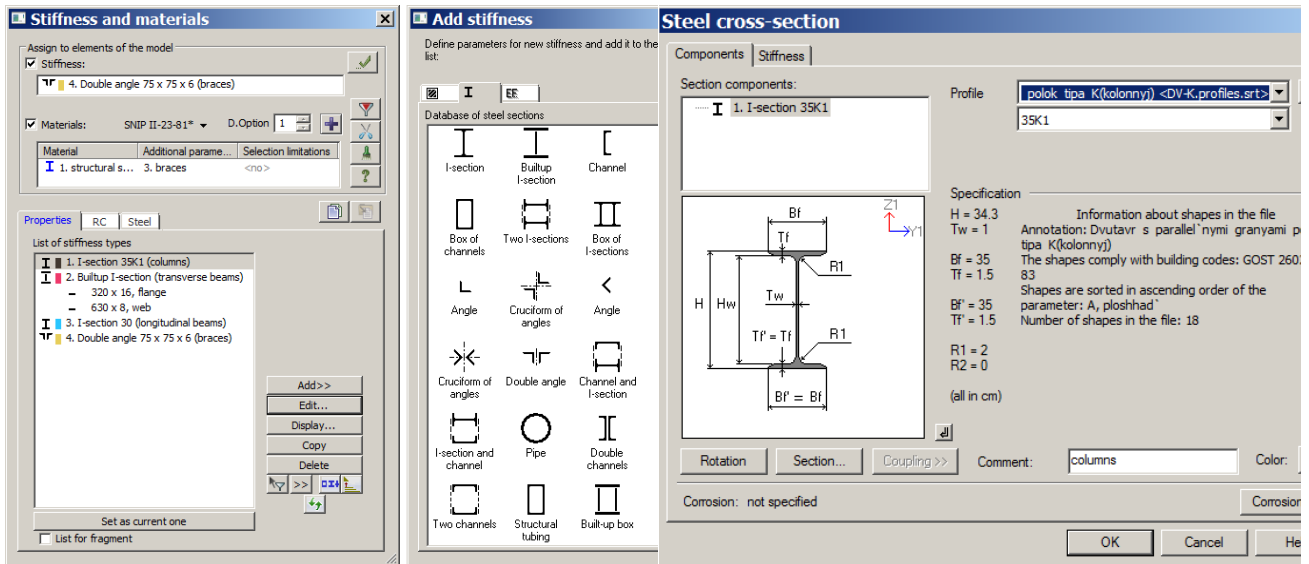 Stiffness and materials
Assign to elements of the model
Stiffness:
4. Double angle 75 x 75 x 6 (braces)
Materials: SNIP II-23-81* D.Option 1
Material Additional parame... Selection limitations
1. structural s... 3. braces <no>
Properties RC Steel
List of stiffness types
1. I-section 35K1 (columns)
2. Builtup I-section (transverse beams)
320 x 16, flange
630 x 8, web
3. I-section 30 (longitudinal beams)
4. Double angle 75 x 75 x 6 (braces)
Add>>
Edit...
Display...
Copy
Delete
>>
Set as current one
List for fragment
Add stiffness
Define parameters for new stiffness and add it to the
list:
Database of steel sections
I-section
Builtup
I-section
Channel
Box of
channels
Two I-sections
Box of
I-sections
Angle
Cruciform of
angles
Angle
Cruciform of
angles
Double angle
Channel and
I-section
I-section and
channel
Pipe
Double
channels
Two channels
Structural
tubing
Built-up box
Steel cross-section
Components Stiffness
Section components:
1. I-section 35K1
Profile polok tipa K(kolonnyj) <DV-K.profiles.srt>
35K1
Bf
Tf
R1
H
Hw
Tw
Tf' = Tf
R1
Bf' = Bf
Z1
Y1
Specification
H = 34.3
Tw = 1
Bf = 35
Tf = 1.5
Bf' = 35
Tf' = 1.5
R1 = 2
R2 = 0
(all in cm)
Information about shapes in the file
Annotation: Dvutavr s parallel`nymi granyami
tipa K(kolonnyj)
The shapes comply with building codes: GOST
83
Shapes are sorted in ascending order of the
parameter: A, ploshhad`
Number of shapes in the file: 18
Rotation Section... Coupling >> Comment: columns Color:
Corrosion: not specified Corrosion
OK Cancel